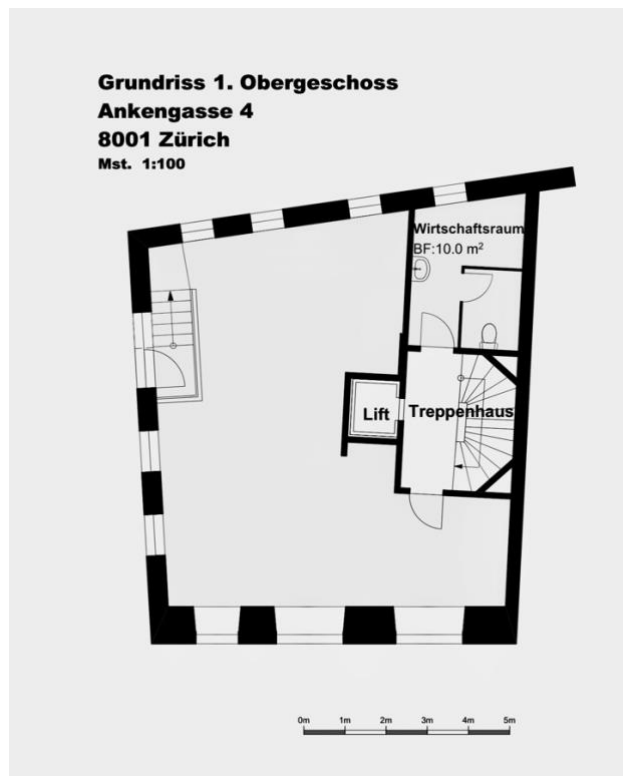 Grundriss 1. Obergeschoss
Ankengasse 4
8001 Zürich
Mst. 1:100
Wirtschaftsraum
BF:10.0 m²
Lift
Treppenhaus
0m 1m 2m 3m 4m 5m